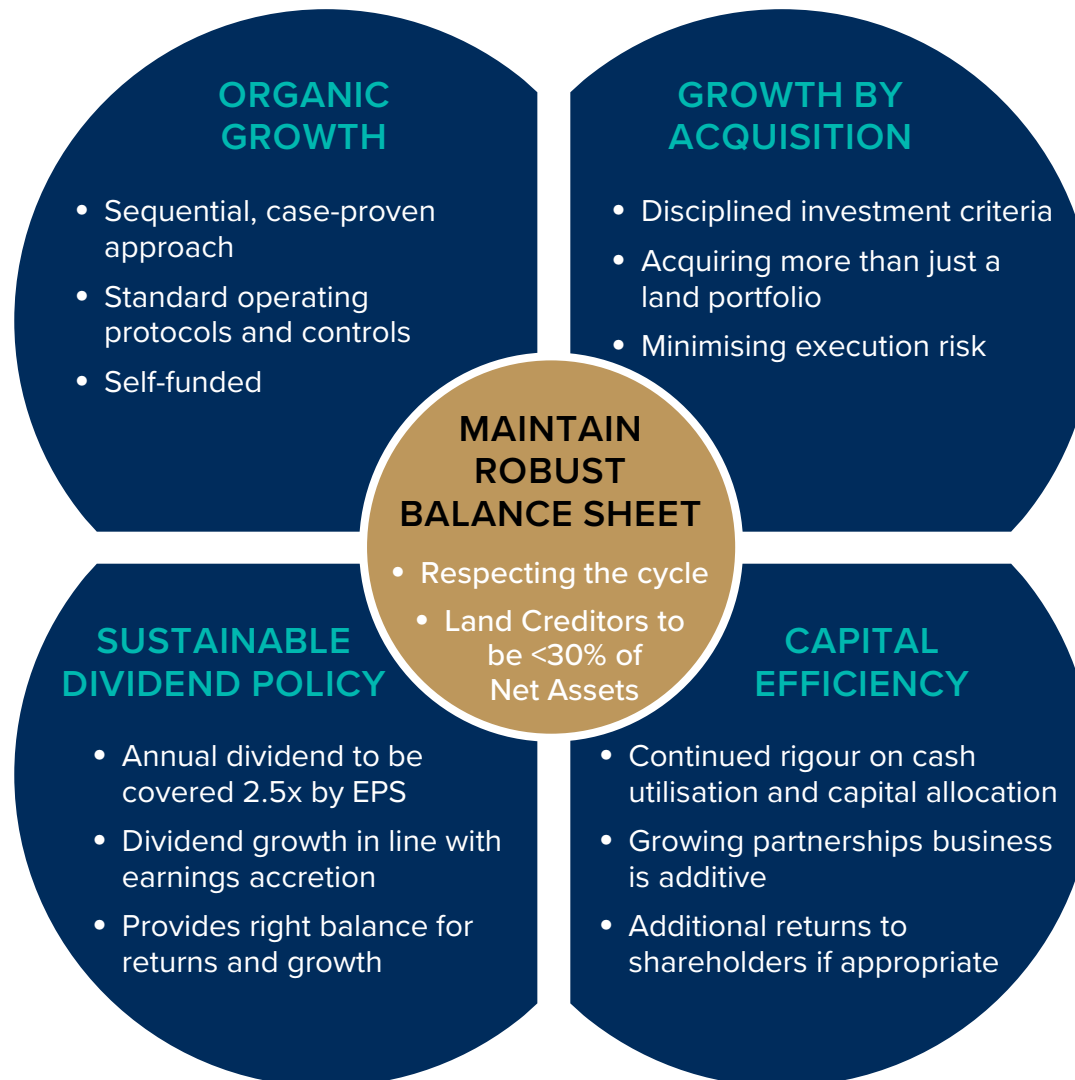 ORGANIC
GROWTH
• Sequential, case-proven
approach
• Standard operating
protocols and controls
• Self-funded
GROWTH BY
ACQUISITION
• Disciplined investment criteria
• Acquiring more than just a
land portfolio
• Minimising execution risk
MAINTAIN
ROBUST
BALANCE SHEET
• Respecting the cycle
• Land Creditors to
be <30% of
Net Assets
SUSTAINABLE
DIVIDEND POLICY
• Annual dividend to be
covered 2.5x by EPS
• Dividend growth in line with
earnings accretion
• Provides right balance for
returns and growth
CAPITAL
EFFICIENCY
• Continued rigour on cash
utilisation and capital allocation
• Growing partnerships business
is additive
• Additional returns to
shareholders if appropriate